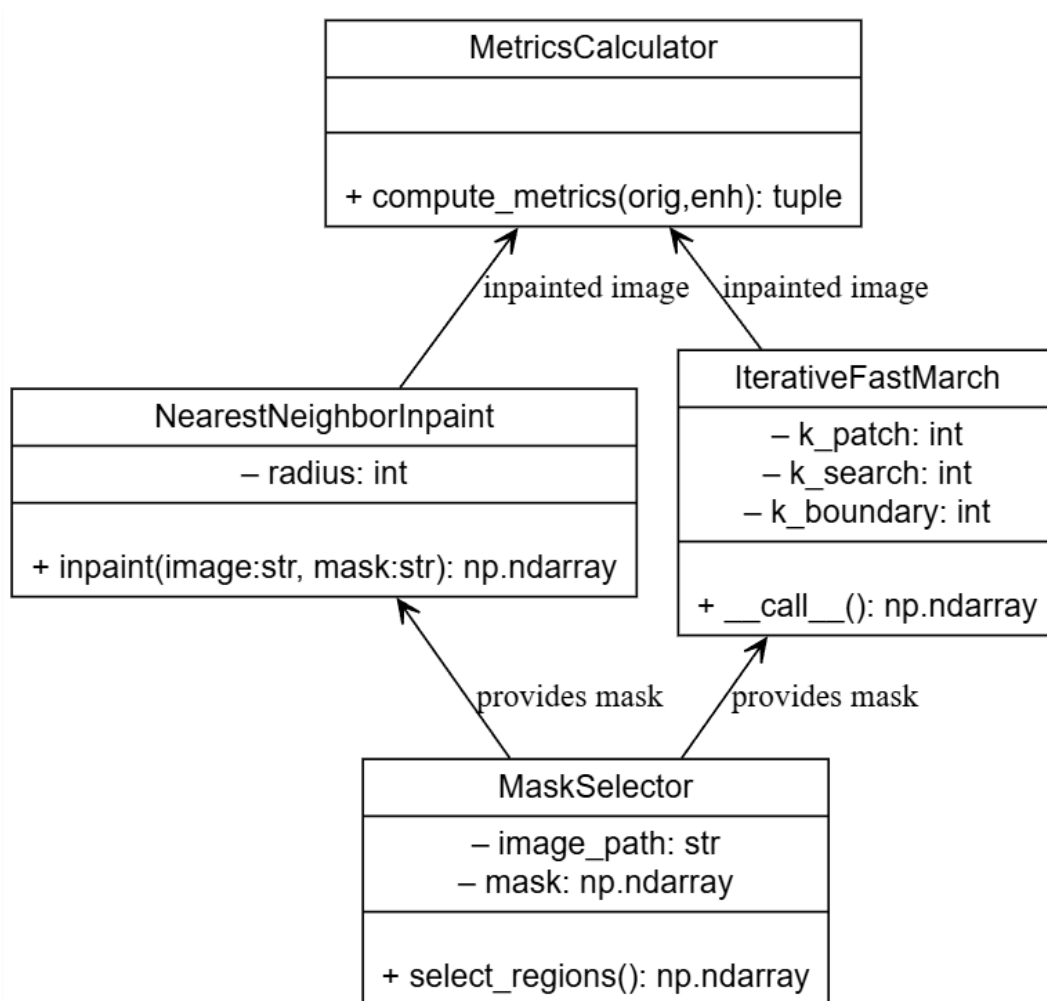 MetricsCalculator
+ compute_metrics(orig,enh): tuple
inpainted image
inpainted image
NearestNeighborInpaint
– radius: int
+ inpaint(image:str, mask:str): np.ndarray
IterativeFastMarch
– k_patch: int
– k_search: int
– k_boundary: int
+ __call__(): np.ndarray
provides mask
provides mask
MaskSelector
– image_path: str
– mask: np.ndarray
+ select_regions(): np.ndarray